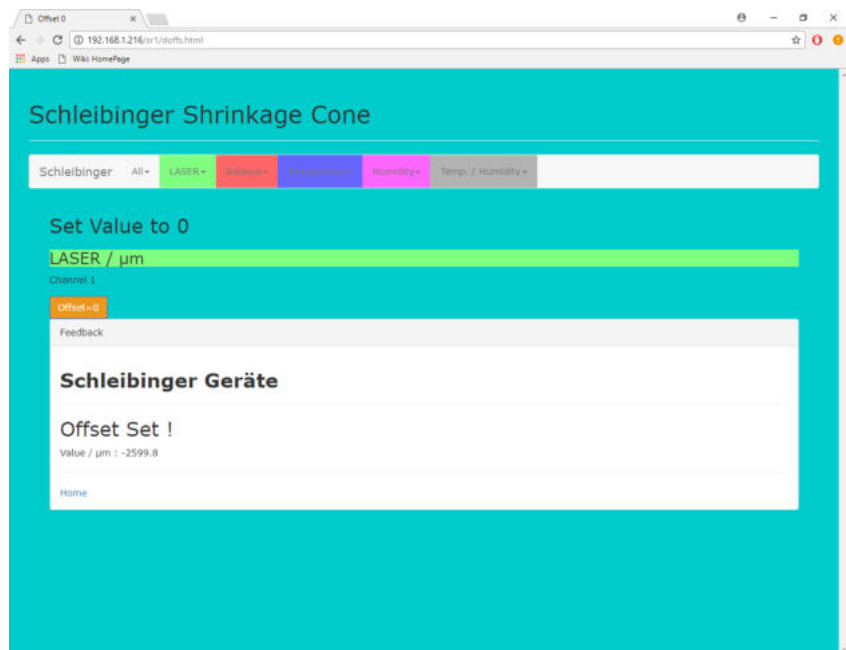 Offset 0
192.168.1.216/sr1/doffs.html
Apps Wiki HomePage
Schleibinger Shrinkage Cone
Schleibinger All LASER Balance Humidity Temp. / Humidity
Set Value to 0
LASER / µm
Channel 1
Offset=0
Feedback
Schleibinger Geräte
Offset Set !
Value / µm : -2599.8
Home